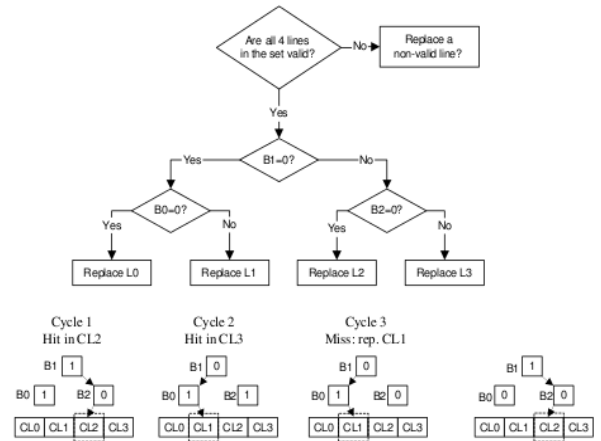 Are all 4 lines
in the set valid?
No
Replace a
non-valid line?
Yes
B1=0?
Yes
No
B0=0?
B2=0?
Yes
No
Yes
No
Replace L0
Replace L1
Replace L2
Replace L3
Cycle 1
Hit in CL2
Cycle 2
Hit in CL3
Cycle 3
Miss: rep. CL1
B1 1
B1 0
B1 0
B1 1
B0 1 B2 0
B0 1 B2 1
B0 1 B2 0
B0 0 B2 0
CL0 CL1 CL2 CL3
CL0 CL1 CL2 CL3
CL0 CL1 CL2 CL3
CL0 CL1 CL2 CL3